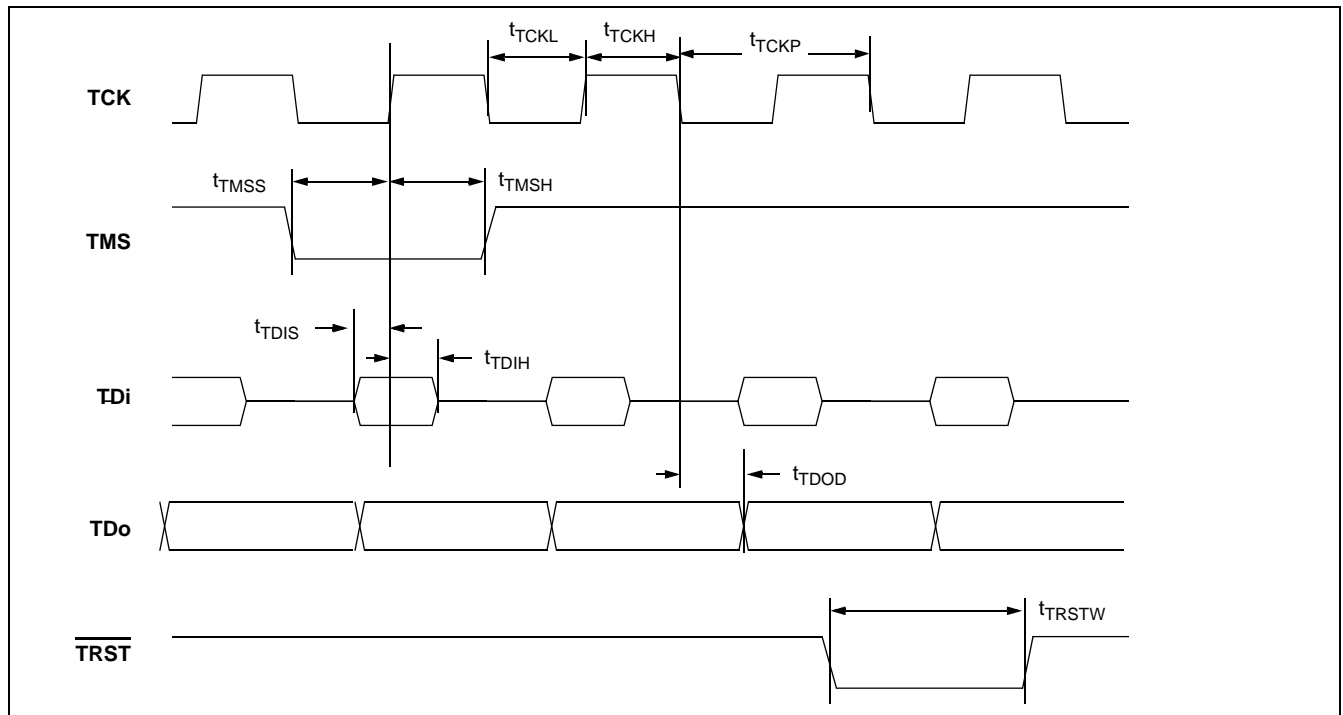 tTCKL tTCKH tTCKP
TCK
tTMSS tTMSH
TMS
tTDIS
tTDIH
TDi
tTDOD
TDo
tTRSTW
TRST